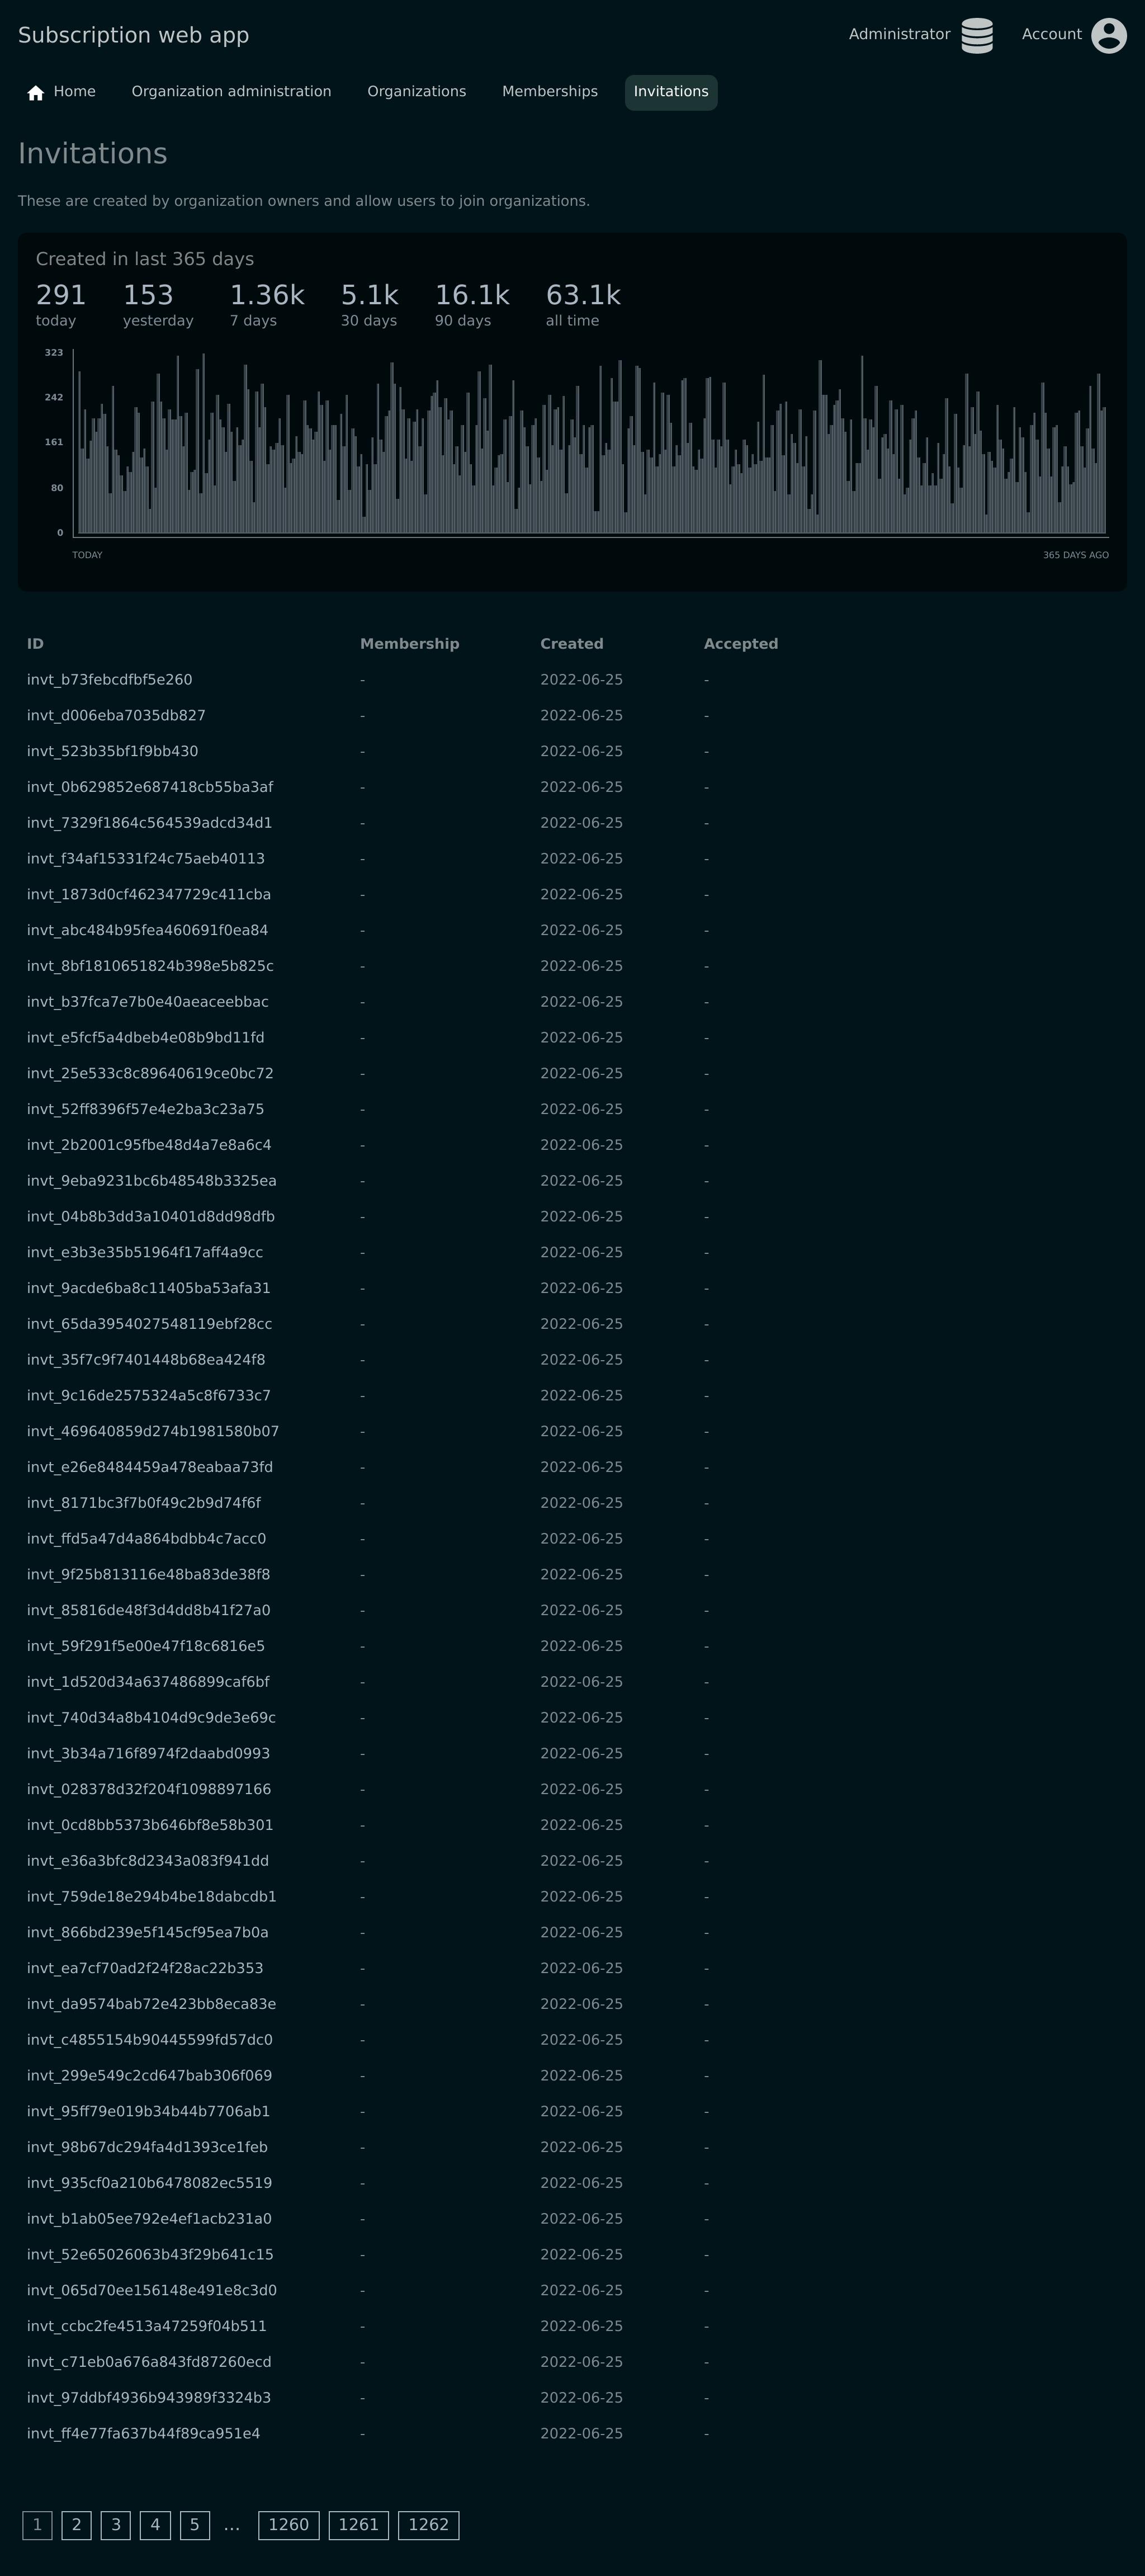 Subscription web app
Administrator
Account
Home
Organization administration
Organizations
Memberships
Invitations
Invitations
These are created by organization owners and allow users to join organizations.
Created in last 365 days
291 153 1.36k 5.1k 16.1k 63.1k
today yesterday 7 days 30 days 90 days all time
323
242
161
80
0
TODAY 365 DAYS AGO
ID Membership Created Accepted
invt_b73febcdfbf5e260 - 2022-06-25 -
invt_d006eba7035db827 - 2022-06-25 -
invt_523b35bf1f9bb430 - 2022-06-25 -
invt_0b629852e687418cb55ba3af - 2022-06-25 -
invt_7329f1864c564539adcd34d1 - 2022-06-25 -
invt_f34af15331f24c75aeb40113 - 2022-06-25 -
invt_1873d0cf462347729c411cba - 2022-06-25 -
invt_abc484b95fea460691f0ea84 - 2022-06-25 -
invt_8bf1810651824b398e5b825c - 2022-06-25 -
invt_b37fca7e7b0e40aeaceebbac - 2022-06-25 -
invt_e5fcf5a4dbeb4e08b9bd11fd - 2022-06-25 -
invt_25e533c8c89640619ce0bc72 - 2022-06-25 -
invt_52ff8396f57e4e2ba3c23a75 - 2022-06-25 -
invt_2b2001c95fbe48d4a7e8a6c4 - 2022-06-25 -
invt_9eba9231bc6b48548b3325ea - 2022-06-25 -
invt_04b8b3dd3a10401d8dd98dfb - 2022-06-25 -
invt_e3b3e35b51964f17aff4a9cc - 2022-06-25 -
invt_9acde6ba8c11405ba53afa31 - 2022-06-25 -
invt_65da3954027548119ebf28cc - 2022-06-25 -
invt_35f7c9f7401448b68ea424f8 - 2022-06-25 -
invt_9c16de2575324a5c8f6733c7 - 2022-06-25 -
invt_469640859d274b1981580b07 - 2022-06-25 -
invt_e26e8484459a478eabaa73fd - 2022-06-25 -
invt_8171bc3f7b0f49c2b9d74f6f - 2022-06-25 -
invt_ffd5a47d4a864bdbb4c7acc0 - 2022-06-25 -
invt_9f25b813116e48ba83de38f8 - 2022-06-25 -
invt_85816de48f3d4dd8b41f27a0 - 2022-06-25 -
invt_59f291f5e00e47f18c6816e5 - 2022-06-25 -
invt_1d520d34a637486899caf6bf - 2022-06-25 -
invt_740d34a8b4104d9c9de3e69c - 2022-06-25 -
invt_3b34a716f8974f2daabd0993 - 2022-06-25 -
invt_028378d32f204f1098897166 - 2022-06-25 -
invt_0cd8bb5373b646bf8e58b301 - 2022-06-25 -
invt_e36a3bfc8d2343a083f941dd - 2022-06-25 -
invt_759de18e294b4be18dabcdb1 - 2022-06-25 -
invt_866bd239e5f145cf95ea7b0a - 2022-06-25 -
invt_ea7cf70ad2f24f28ac22b353 - 2022-06-25 -
invt_da9574bab72e423bb8eca83e - 2022-06-25 -
invt_c4855154b90445599fd57dc0 - 2022-06-25 -
invt_299e549c2cd647bab306f069 - 2022-06-25 -
invt_95ff79e019b34b44b7706ab1 - 2022-06-25 -
invt_98b67dc294fa4d1393ce1feb - 2022-06-25 -
invt_935cf0a210b6478082ec5519 - 2022-06-25 -
invt_b1ab05ee792e4ef1acb231a0 - 2022-06-25 -
invt_52e65026063b43f29b641c15 - 2022-06-25 -
invt_065d70ee156148e491e8c3d0 - 2022-06-25 -
invt_ccbc2fe4513a47259f04b511 - 2022-06-25 -
invt_c71eb0a676a843fd87260ecd - 2022-06-25 -
invt_97ddbf4936b943989f3324b3 - 2022-06-25 -
invt_ff4e77fa637b44f89ca951e4 - 2022-06-25 -
1 2 3 4 5 ... 1260 1261 1262